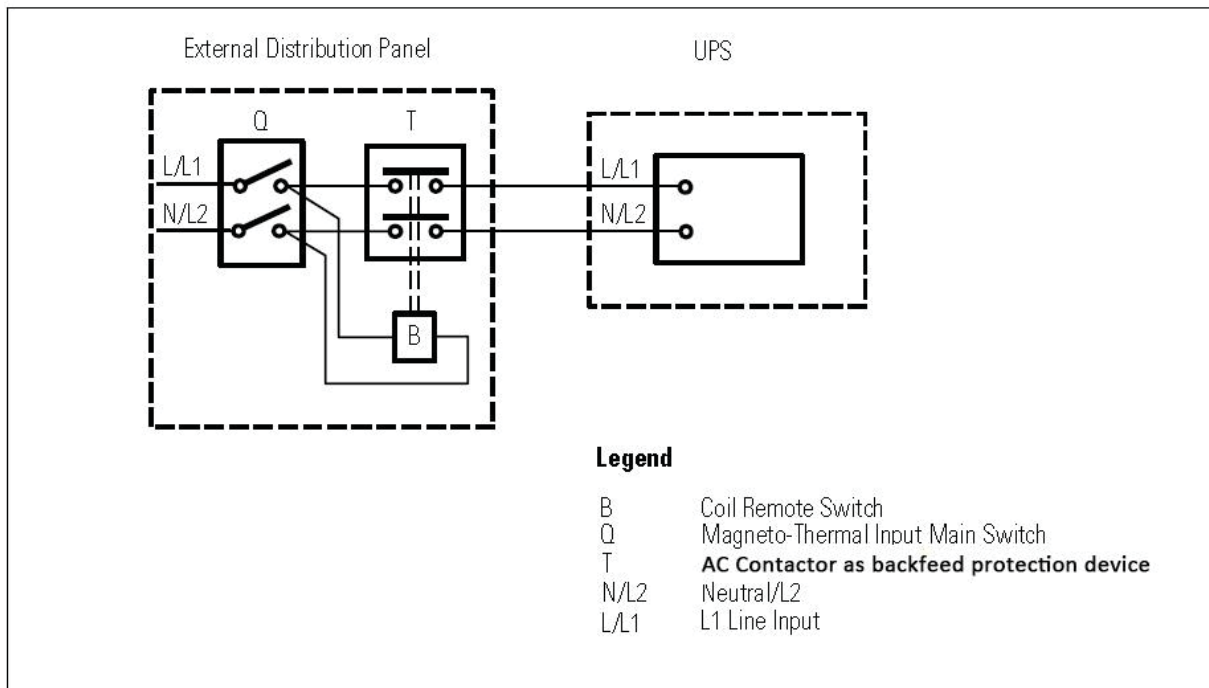 External Distribution Panel
UPS
Q
T
L/L1
N/L2
L/L1
N/L2
B
Legend
B Coil Remote Switch
Q Magneto-Thermal Input Main Switch
T AC Contactor as backfeed protection device
N/L2 Neutral/L2
L/L1 L1 Line Input